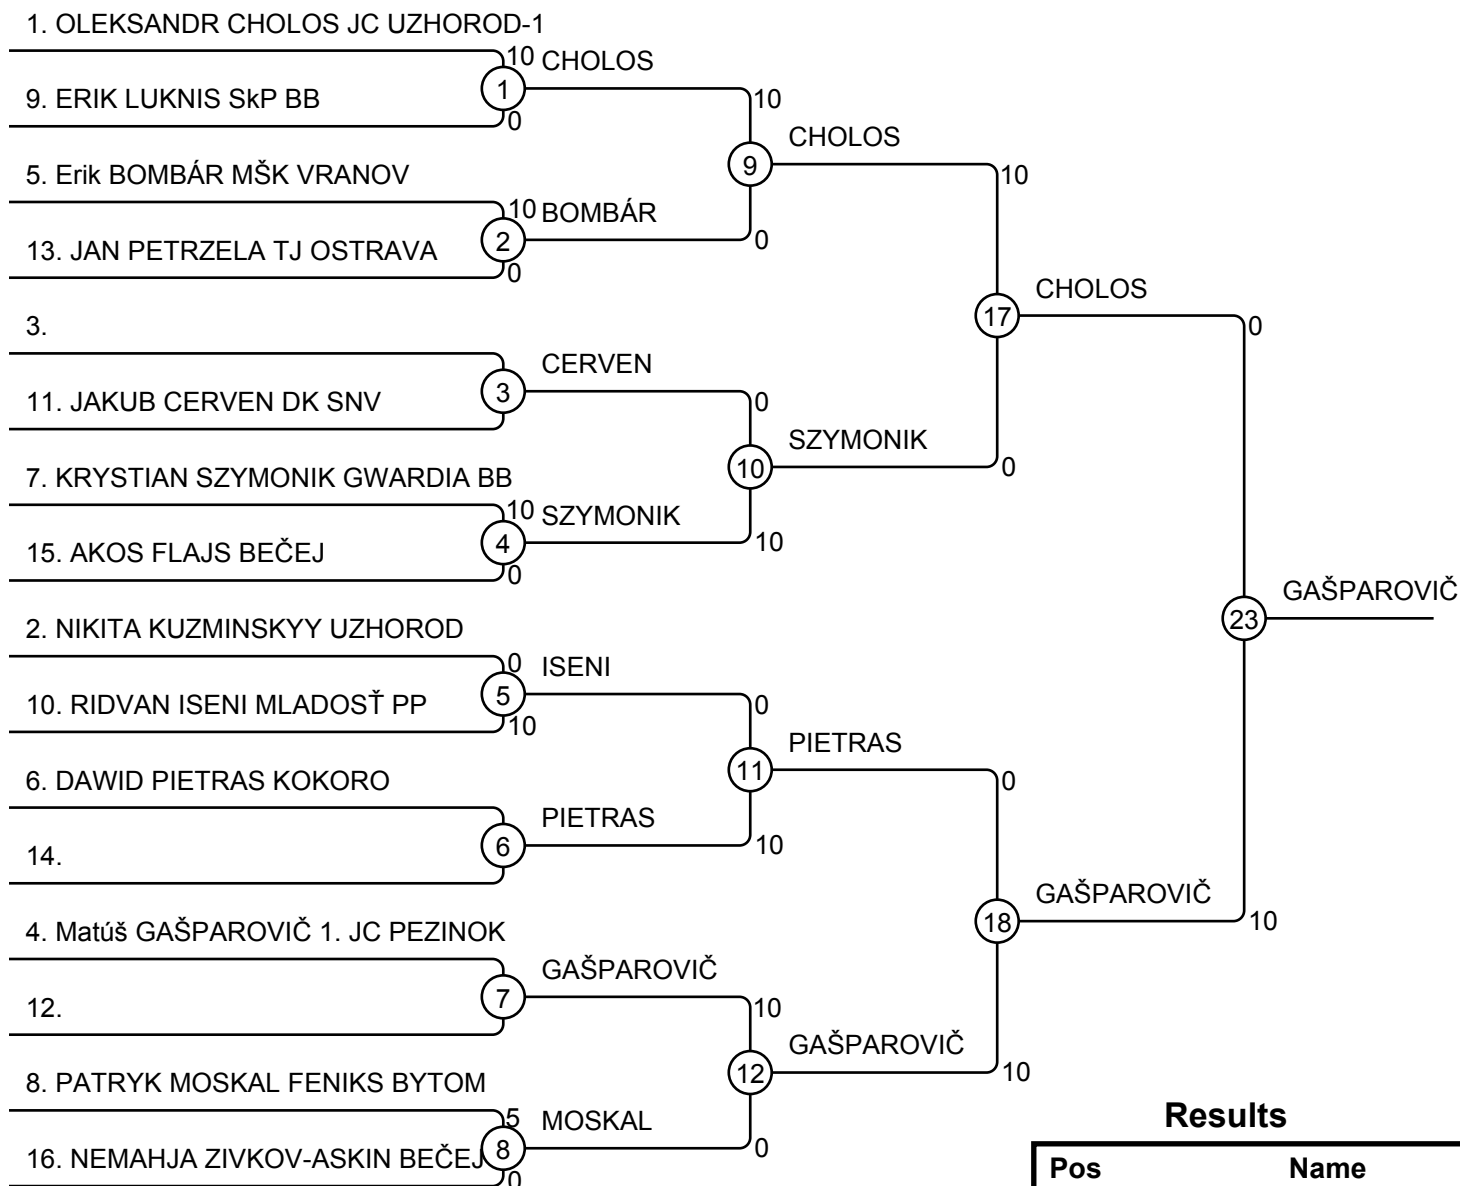 1. OLEKSANDR CHOLOS JC UZHOROD-1
10 CHOLOS
1
9. ERIK LUKNIS SkP BB
0
10
CHOLOS
9
5. Erik BOMBÁR MŠK VRANOV
10 BOMBÁR
2
13. JAN PETRZELA TJ OSTRAVA
0
0
10
CHOLOS
17
3.
CERVEN
3
11. JAKUB CERVEN DK SNV
0
SZYMONIK
10
7. KRYSTIAN SZYMONIK GWARDIA BB
10 SZYMONIK
4
15. AKOS FLAJS BEČEJ
0
10
0
0
GAŠPAROVIČ
23
2. NIKITA KUZMINSKYY UZHOROD
0 ISENI
5
10. RIDVAN ISENI MLADOSŤ PP
10
0
PIETRAS
11
6. DAWID PIETRAS KOKORO
PIETRAS
6
14.
10
0
GAŠPAROVIČ
18
10
4. Matúš GAŠPAROVIČ 1. JC PEZINOK
GAŠPAROVIČ
7
12.
10
GAŠPAROVIČ
12
10
8. PATRYK MOSKAL FENIKS BYTOM
5 MOSKAL
8
16. NEMAHJA ZIVKOV-ASKIN BEČEJ
0
0
Results
Pos Name